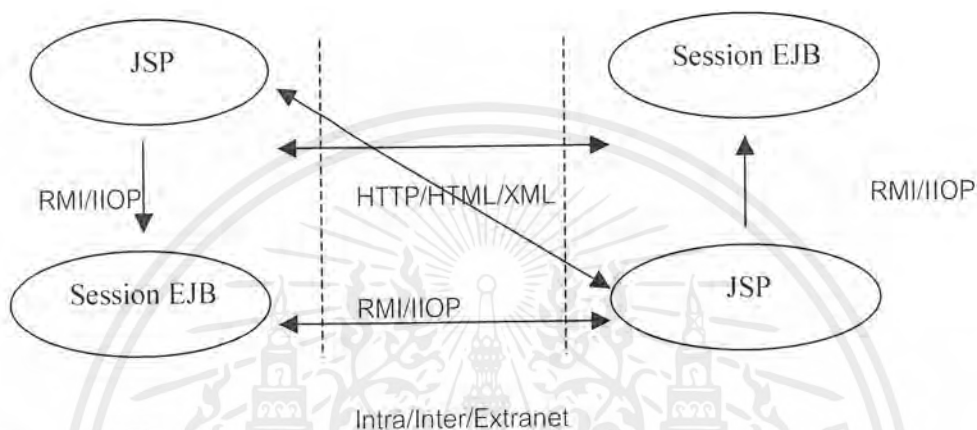 JSP
Session EJB
RMI/IIOP
HTTP/HTML/XML
RMI/IIOP
Session EJB
RMI/IIOP
JSP
Intra/Inter/Extranet